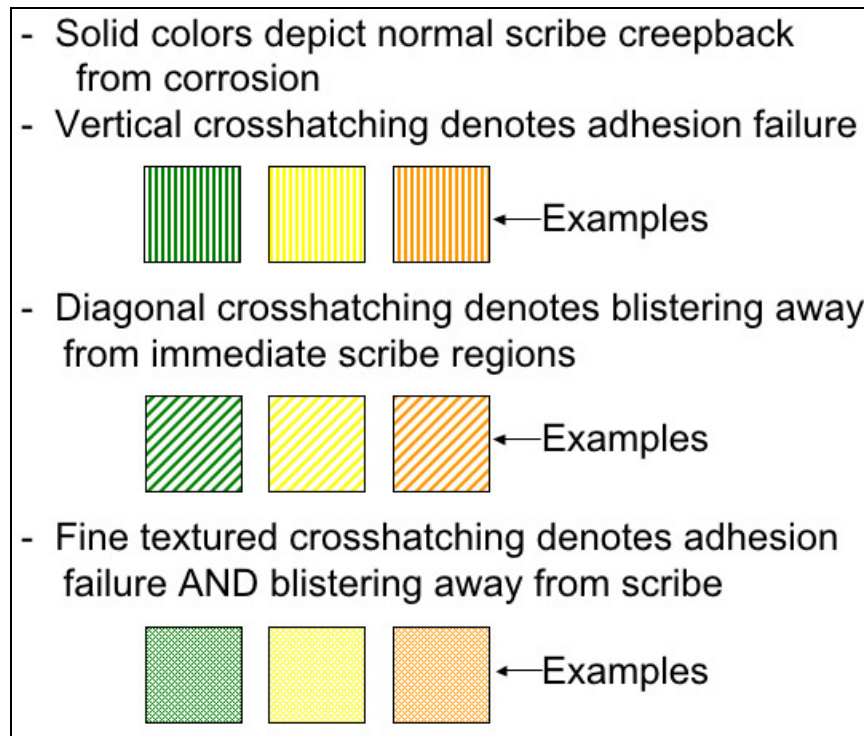 - Solid colors depict normal scribe creepback
from corrosion
- Vertical crosshatching denotes adhesion failure
Examples
- Diagonal crosshatching denotes blistering away
from immediate scribe regions
Examples
- Fine textured crosshatching denotes adhesion
failure AND blistering away from scribe
Examples